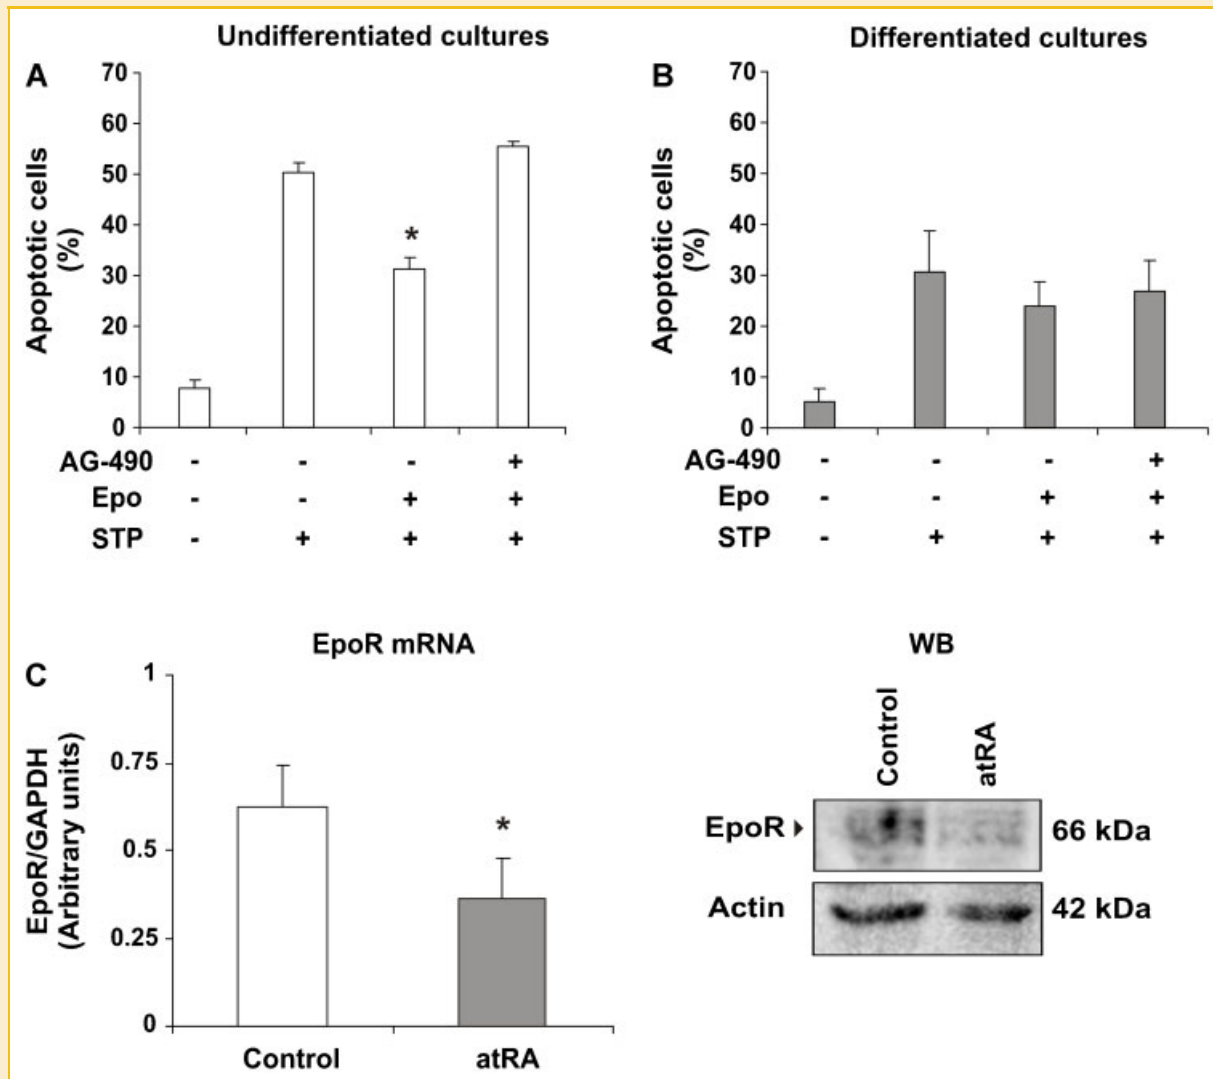 Undifferentiated cultures
A
Apoptotic cells
(%)
70
60
50
40
30
20
10
0
*
AG-490 - - - +
Epo - - + +
STP - + + +
Differentiated cultures
B
Apoptotic cells
(%)
70
60
50
40
30
20
10
0
AG-490 - - - +
Epo - - + +
STP - + + +
EpoR mRNA
C
EpoR/GAPDH
(Arbitrary units)
1
0.75
0.5
0.25
0
*
Control atRA
WB
Control atRA
EpoR 66 kDa
Actin 42 kDa